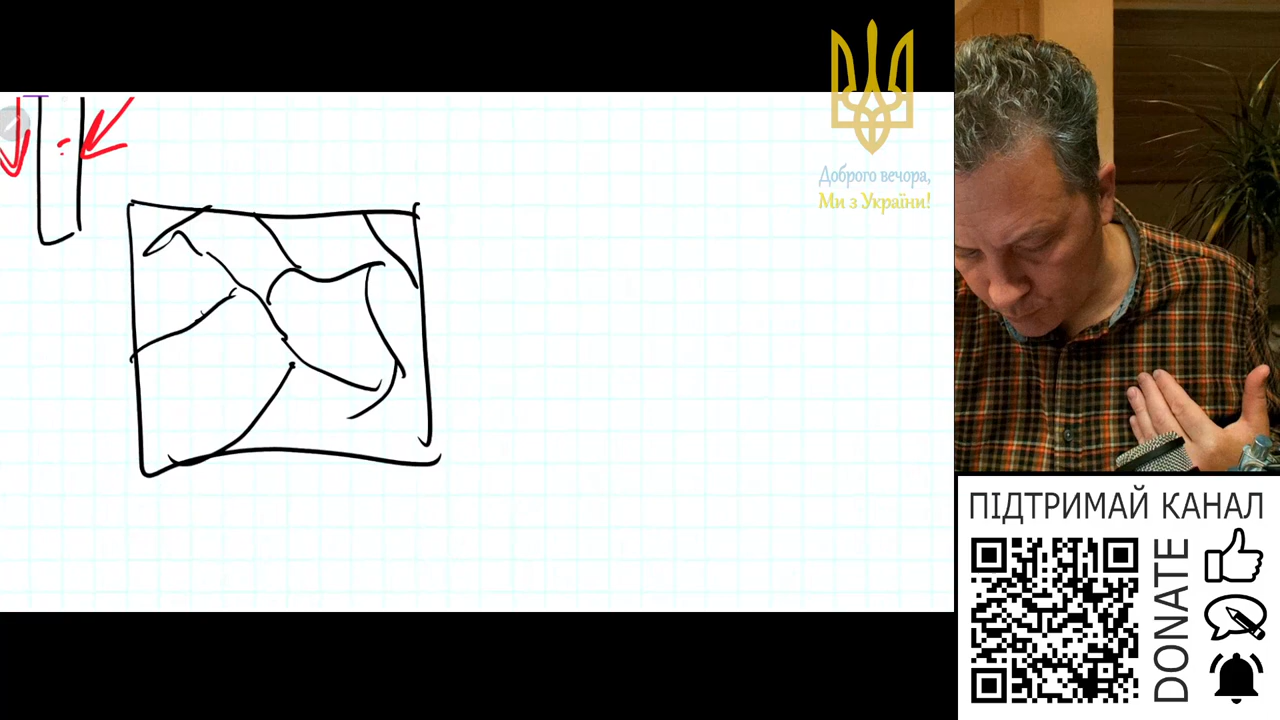 Доброго вечора,
Ми з України!
ПІДТРИМАЙ КАНАЛ
DONATE